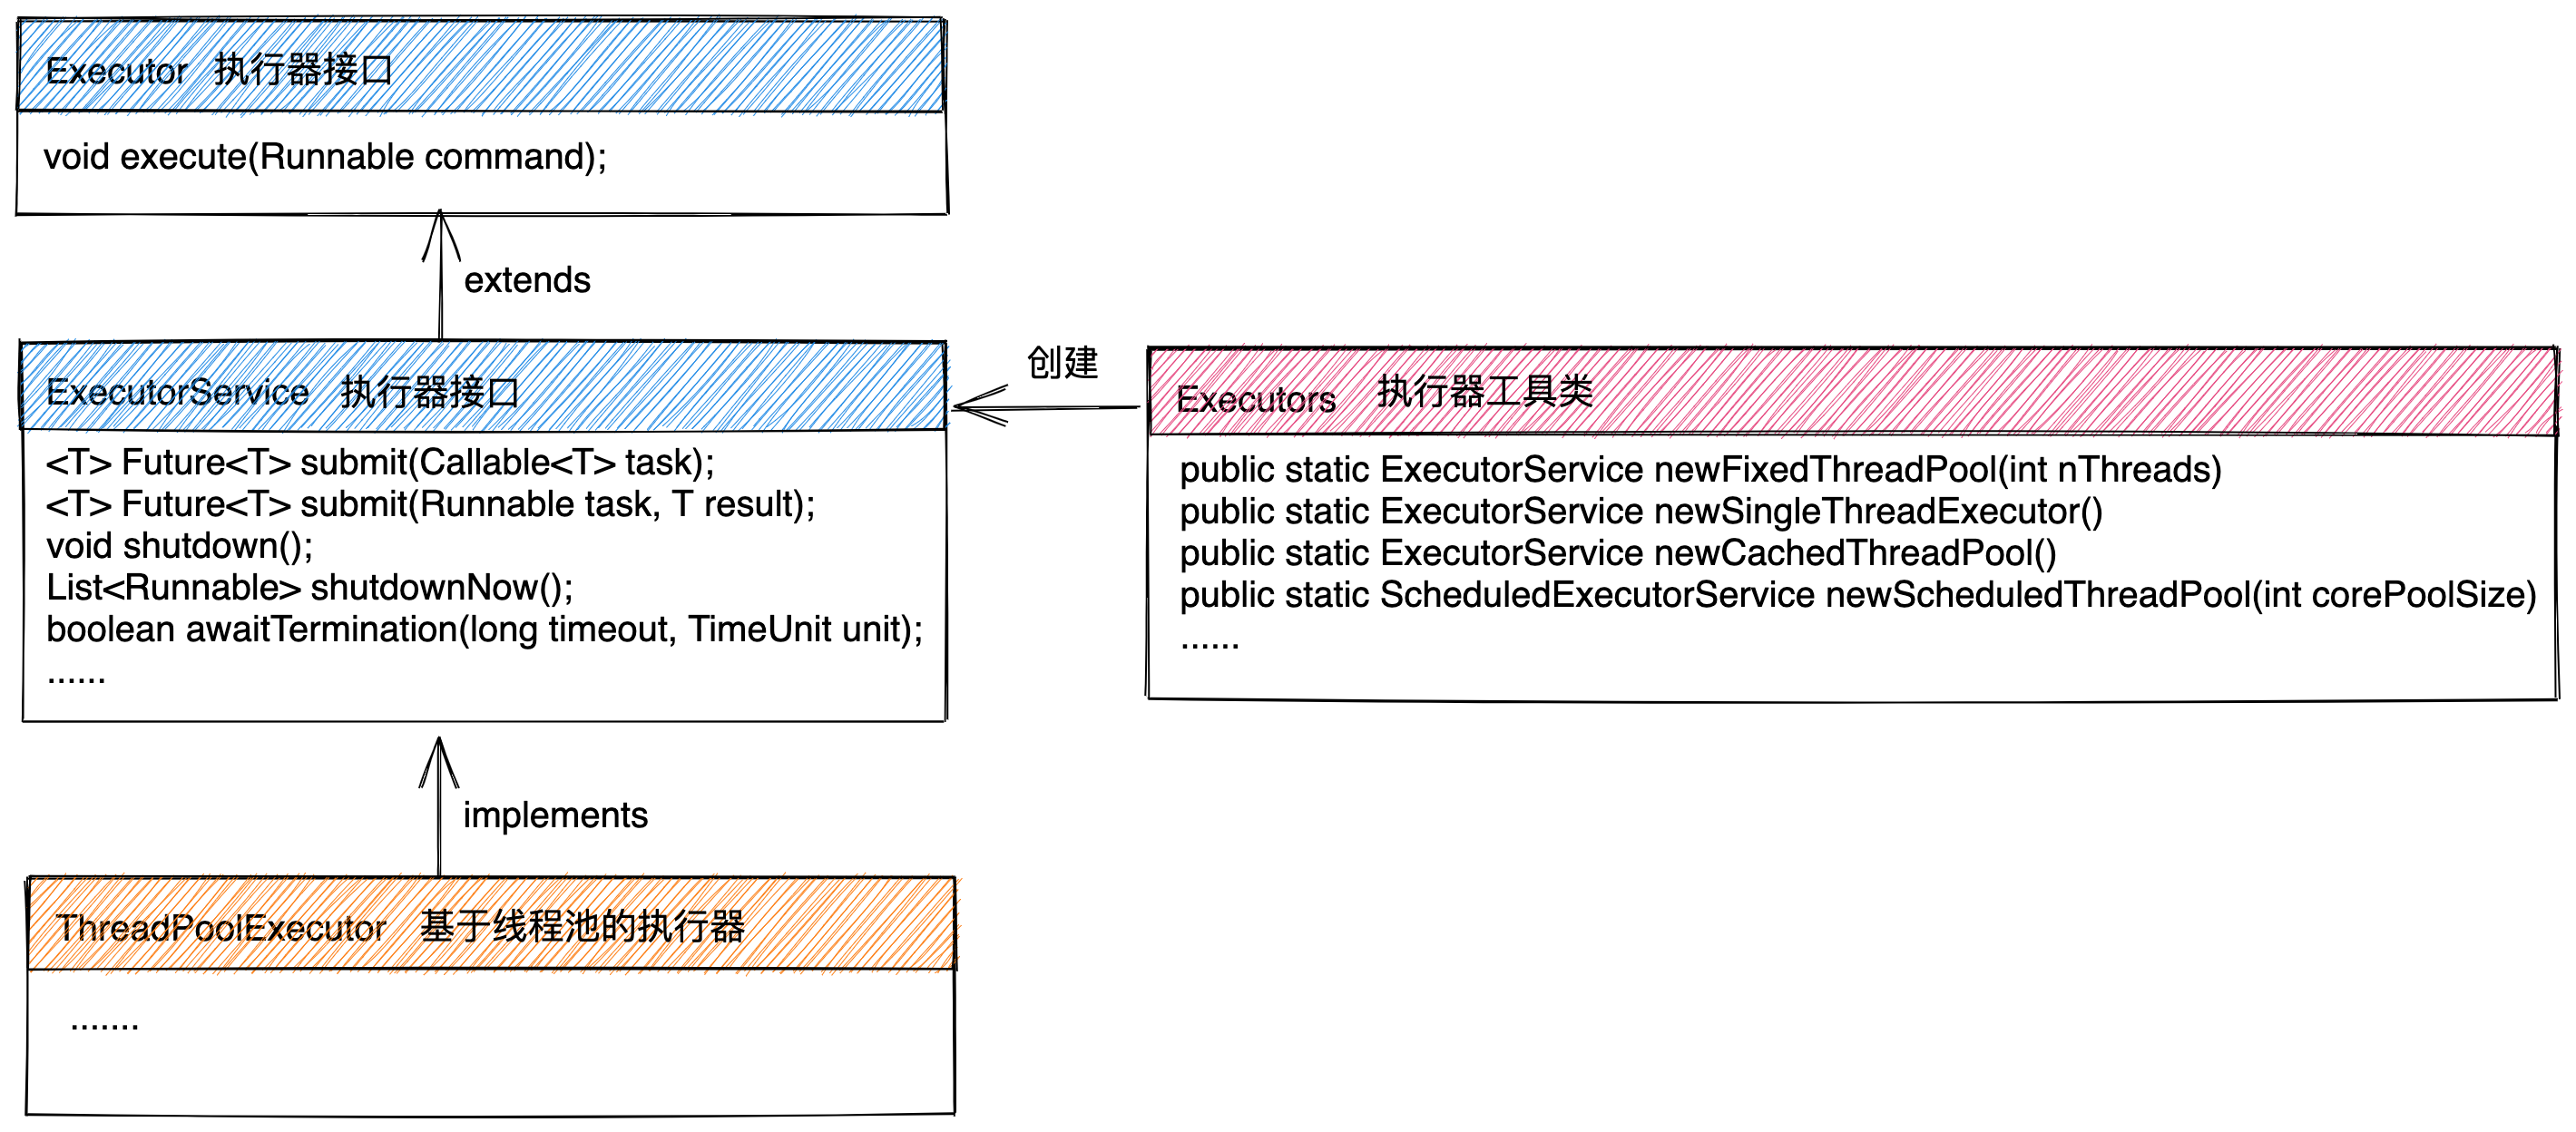 Executor 执行器接口
void execute(Runnable command);
extends
ExecutorService 执行器接口
<T> Future<T> submit(Callable<T> task);
<T> Future<T> submit(Runnable task, T result);
void shutdown();
List<Runnable> shutdownNow();
boolean awaitTermination(long timeout, TimeUnit unit);
......
创建
Executors 执行器工具类
public static ExecutorService newFixedThreadPool(int nThreads)
public static ExecutorService newSingleThreadExecutor()
public static ExecutorService newCachedThreadPool()
public static ScheduledExecutorService newScheduledThreadPool(int corePoolSize)
......
implements
ThreadPoolExecutor 基于线程池的执行器
.......